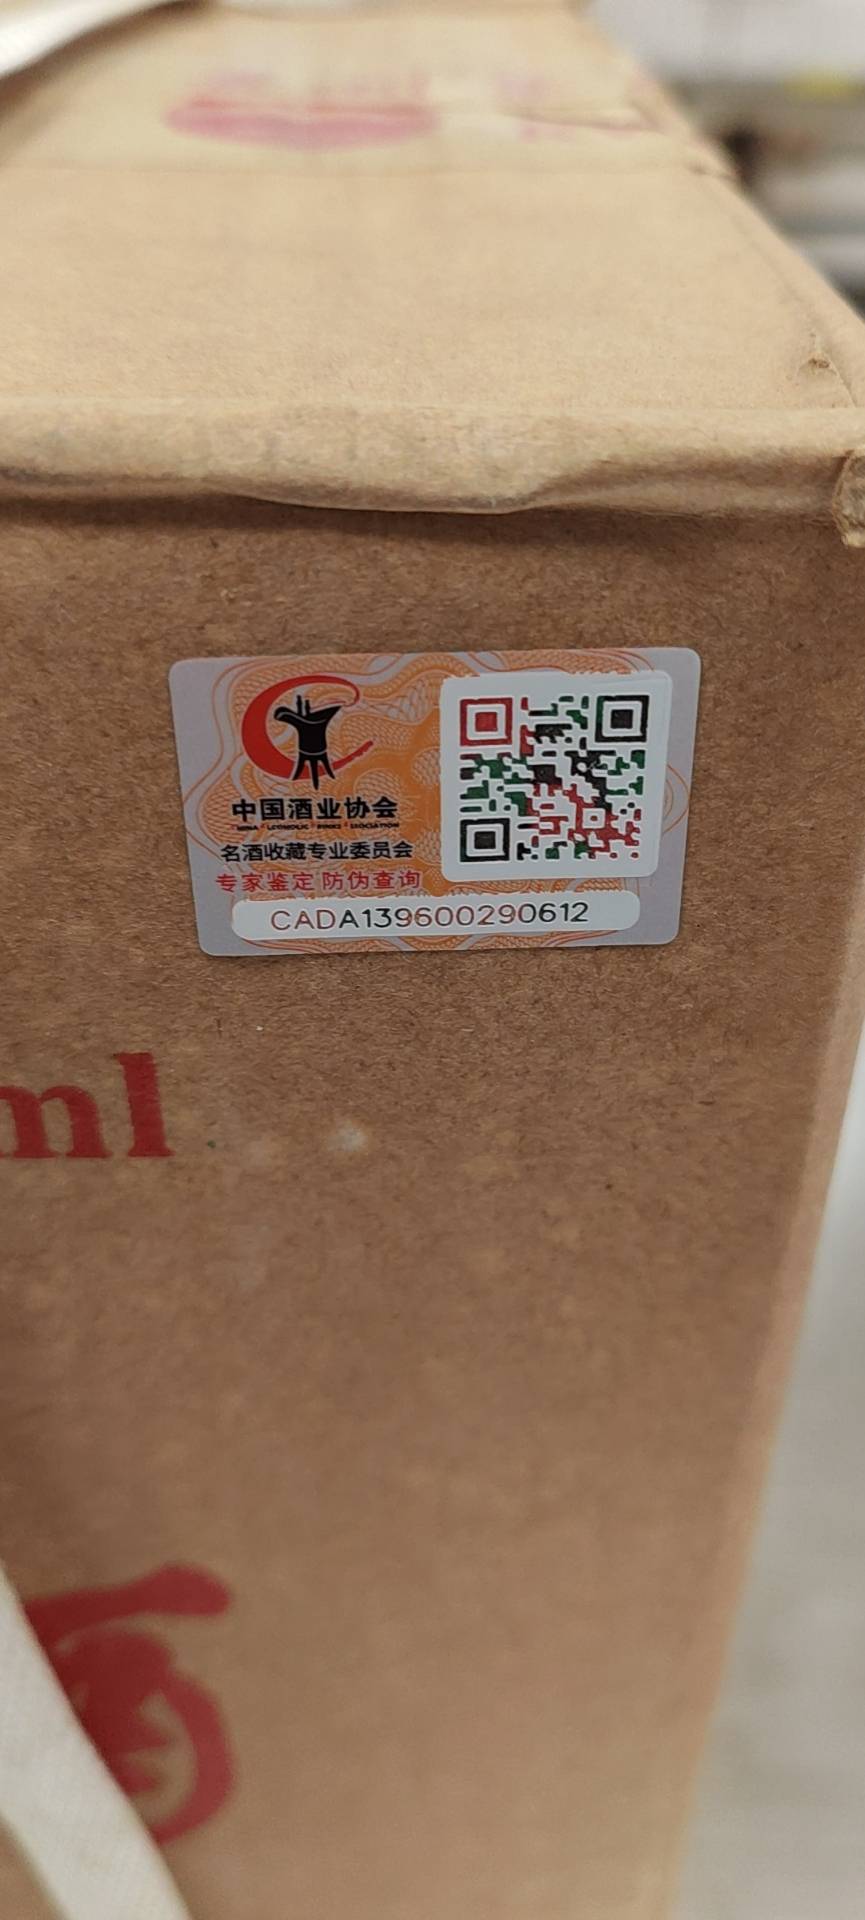 中国酒业协会
名酒收藏专业委员会
专家鉴定 防伪查询
CADA139600290612
ml
酒